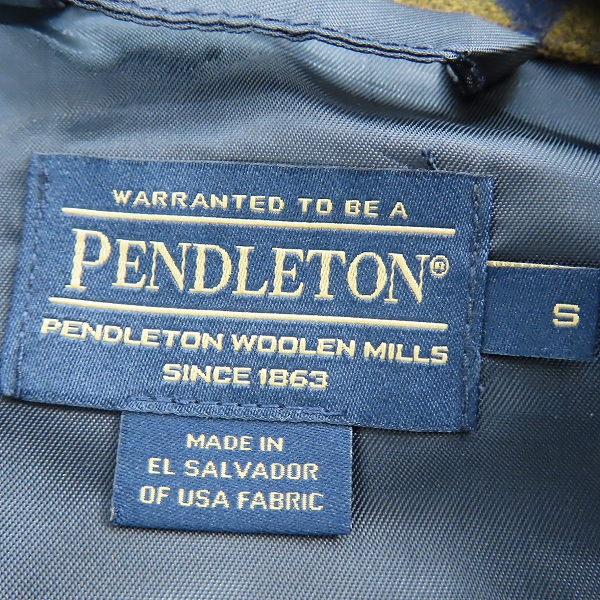 WARRANTED TO BE A
PENDLETON®
PENDLETON WOOLEN MILLS
SINCE 1863
S
MADE IN
EL SALVADOR
OF USA FABRIC